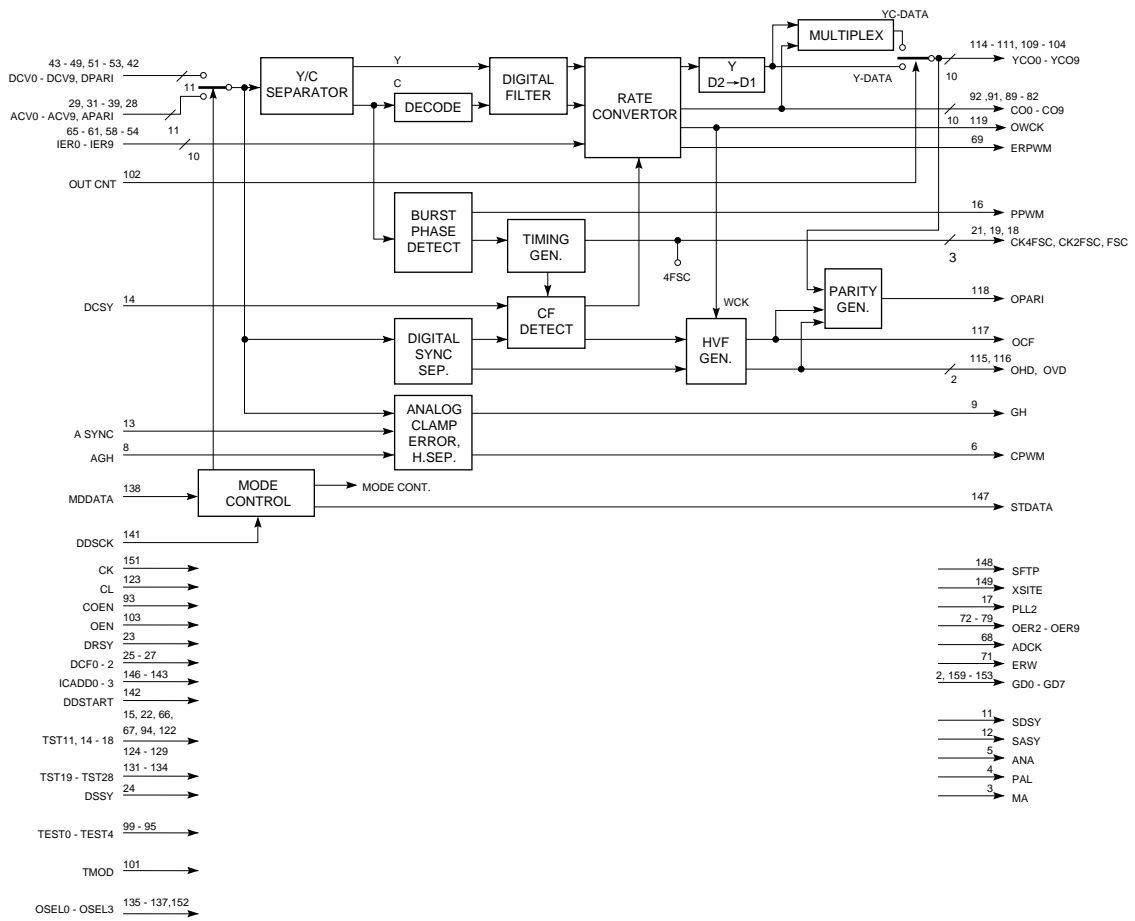 43 - 49, 51 - 53, 42
DCV0 - DCV9, DPARI
11
29, 31 - 39, 28
ACV0 - ACV9, APARI
11
65 - 61, 58 - 54
IER0 - IER9
10
OUT CNT
102
Y/C
SEPARATOR
Y
C
DECODE
DIGITAL
FILTER
RATE
CONVERTOR
Y
D2→D1
MULTIPLEX
YC-DATA
Y-DATA
114 - 111, 109 - 104
YCO0 - YCO9
10
92 ,91, 89 - 82
CO0 - CO9
10
119
OWCK
69
ERPWM
BURST
PHASE
DETECT
TIMING
GEN.
4FSC
16
PPWM
21, 19, 18
CK4FSC, CK2FSC, FSC
3
DCSY
14
CF
DETECT
WCK
PARITY
GEN.
118
OPARI
DIGITAL
SYNC
SEP.
HVF
GEN.
117
OCF
115, 116
OHD, OVD
2
ANALOG
CLAMP
ERROR,
H.SEP.
9
GH
A SYNC
13
AGH
8
6
CPWM
MODE
CONTROL
MODE CONT.
MDDATA
138
147
STDATA
DDSCK
141
CK
151
CL
123
COEN
93
OEN
103
DRSY
23
DCF0 - 2
25 - 27
ICADD0 - 3
146 - 143
DDSTART
142
15, 22, 66,
TST11, 14 - 18
67, 94, 122
124 - 129
TST19 - TST28
131 - 134
DSSY
24
TEST0 - TEST4
99 - 95
TMOD
101
OSEL0 - OSEL3
135 - 137,152
148
SFTP
149
XSITE
17
PLL2
72 - 79
OER2 - OER9
68
ADCK
71
ERW
2, 159 - 153
GD0 - GD7
11
SDSY
12
SASY
5
ANA
4
PAL
3
MA